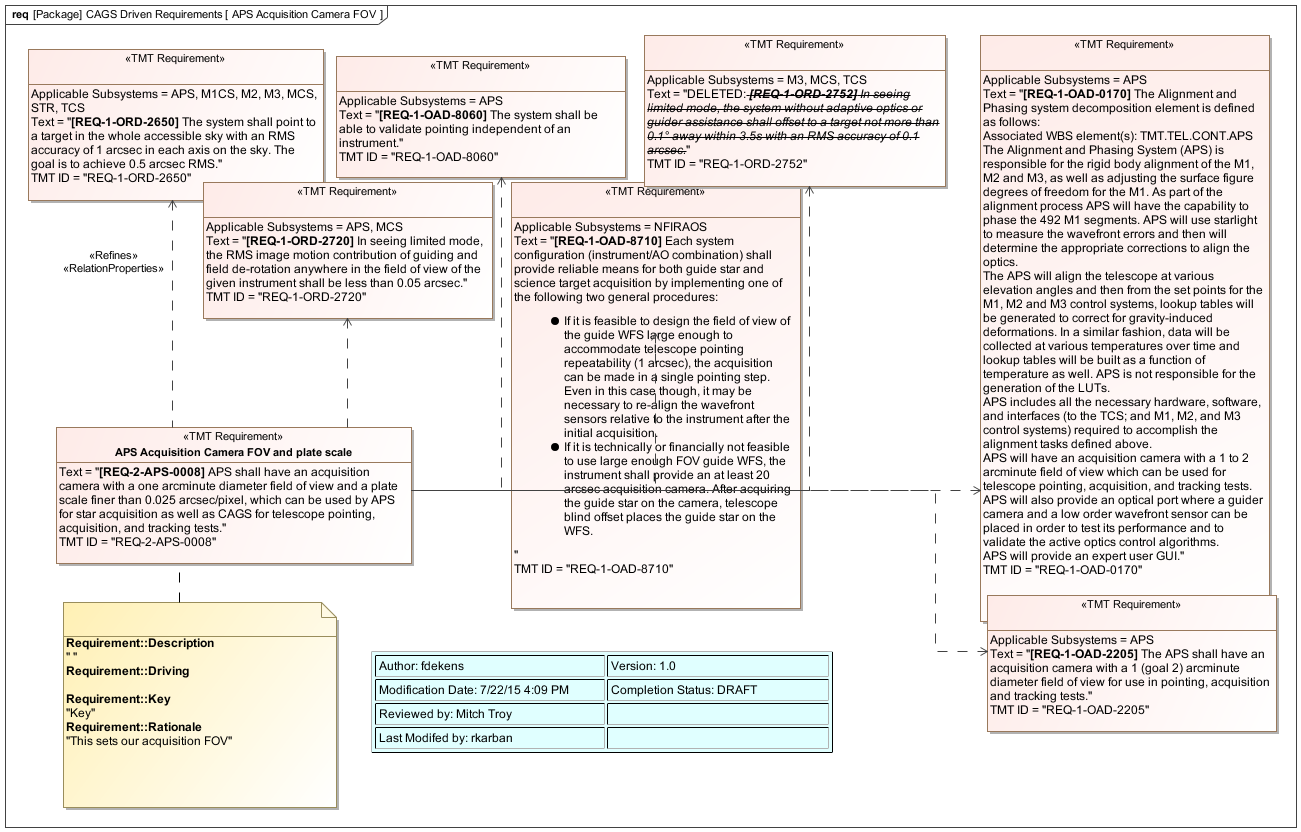 req [Package] CAGS Driven Requirements [ APS Acquisition Camera FOV ]
«TMT Requirement»
Applicable Subsystems = APS, M1CS, M2, M3, MCS,
STR, TCS
Text = "[REQ-1-ORD-2650] The system shall point to
a target in the whole accessible sky with an RMS
accuracy of 1 arcsec in each axis on the sky. The
goal is to achieve 0.5 arcsec RMS."
TMT ID = "REQ-1-ORD-2650"
«TMT Requirement»
Applicable Subsystems = APS
Text = "[REQ-1-OAD-8060] The system shall be
able to validate pointing independent of an
instrument."
TMT ID = "REQ-1-OAD-8060"
«TMT Requirement»
Applicable Subsystems = M3, MCS, TCS
Text = "DELETED: [REQ-1-ORD-2752] In seeing
limited mode, the system without adaptive optics or
guider assistance shall offset to a target not more than
0.1° away within 3.5s with an RMS accuracy of 0.1
arcsec."
TMT ID = "REQ-1-ORD-2752"
«TMT Requirement»
Applicable Subsystems = APS
Text = "[REQ-1-OAD-0170] The Alignment and
Phasing system decomposition element is defined
as follows:
Associated WBS element(s): TMT.TEL.CONT.APS
The Alignment and Phasing System (APS) is
responsible for the rigid body alignment of the M1,
M2 and M3, as well as adjusting the surface figure
degrees of freedom for the M1. As part of the
alignment process APS will have the capability to
phase the 492 M1 segments. APS will use starlight
to measure the wavefront errors and then will
determine the appropriate corrections to align the
optics.
The APS will align the telescope at various
elevation angles and then from the set points for the
M1, M2 and M3 control systems, lookup tables will
be generated to correct for gravity-induced
deformations. In a similar fashion, data will be
collected at various temperatures over time and
lookup tables will be built as a function of
temperature as well. APS is not responsible for the
generation of the LUTs.
APS includes all the necessary hardware, software,
and interfaces (to the TCS; and M1, M2, and M3
control systems) required to accomplish the
alignment tasks defined above.
APS will have an acquisition camera with a 1 to 2
arcminute field of view which can be used for
telescope pointing, acquisition, and tracking tests.
APS will also provide an optical port where a guider
camera and a low order wavefront sensor can be
placed in order to test its performance and to
validate the active optics control algorithms.
APS will provide an expert user GUI."
TMT ID = "REQ-1-OAD-0170"
«TMT Requirement»
Applicable Subsystems = APS, MCS
Text = "[REQ-1-ORD-2720] In seeing limited mode,
the RMS image motion contribution of guiding and
field de-rotation anywhere in the field of view of the
given instrument shall be less than 0.05 arcsec."
TMT ID = "REQ-1-ORD-2720"
«TMT Requirement»
Applicable Subsystems = NFIRAOS
Text = "[REQ-1-OAD-8710] Each system
configuration (instrument/AO combination) shall
provide reliable means for both guide star and
science target acquisition by implementing one of
the following two general procedures:
● If it is feasible to design the field of view of
the guide WFS large enough to
accommodate telescope pointing
repeatability (1 arcsec), the acquisition
can be made in a single pointing step.
Even in this case though, it may be
necessary to re-align the wavefront
sensors relative to the instrument after the
initial acquisition.
● If it is technically or financially not feasible
to use large enough FOV guide WFS, the
instrument shall provide an at least 20
arcsec acquisition camera. After acquiring
the guide star on the camera, telescope
blind offset places the guide star on the
WFS.
"
TMT ID = "REQ-1-OAD-8710"
«Refines»
«RelationProperties»
«TMT Requirement»
APS Acquisition Camera FOV and plate scale
Text = "[REQ-2-APS-0008] APS shall have an acquisition
camera with a one arcminute diameter field of view and a plate
scale finer than 0.025 arcsec/pixel, which can be used by APS
for star acquisition as well as CAGS for telescope pointing,
acquisition, and tracking tests."
TMT ID = "REQ-2-APS-0008"
«TMT Requirement»
Applicable Subsystems = APS
Text = "[REQ-1-OAD-2205] The APS shall have an
acquisition camera with a 1 (goal 2) arcminute
diameter field of view for use in pointing, acquisition
and tracking tests."
TMT ID = "REQ-1-OAD-2205"
Requirement::Description
" "
Requirement::Driving
Requirement::Key
"Key"
Requirement::Rationale
"This sets our acquisition FOV"
Author: fdekens
Version: 1.0
Modification Date: 7/22/15 4:09 PM
Completion Status: DRAFT
Reviewed by: Mitch Troy
Last Modifed by: rkarban